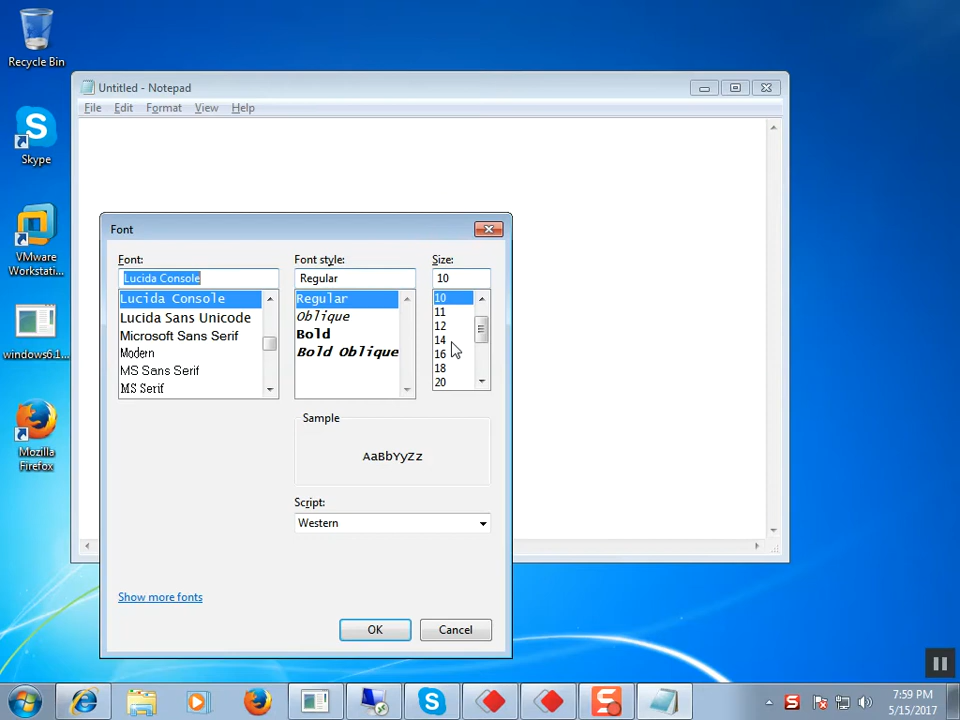 Recycle Bin
Skype
VMware
Workstati...
windows6.1...
Mozilla
Firefox
Untitled - Notepad
File Edit Format View Help
Font
Font: Font style: Size:
Lucida Console Regular 10
Lucida Console Regular 10
Lucida Sans Unicode Oblique 11
Microsoft Sans Serif Bold 12
Modern Bold Oblique 14
MS Sans Serif 16
MS Serif 18
20
Sample
AaBbYyZz
Script:
Western
Show more fonts
OK Cancel
7:59 PM
5/15/2017